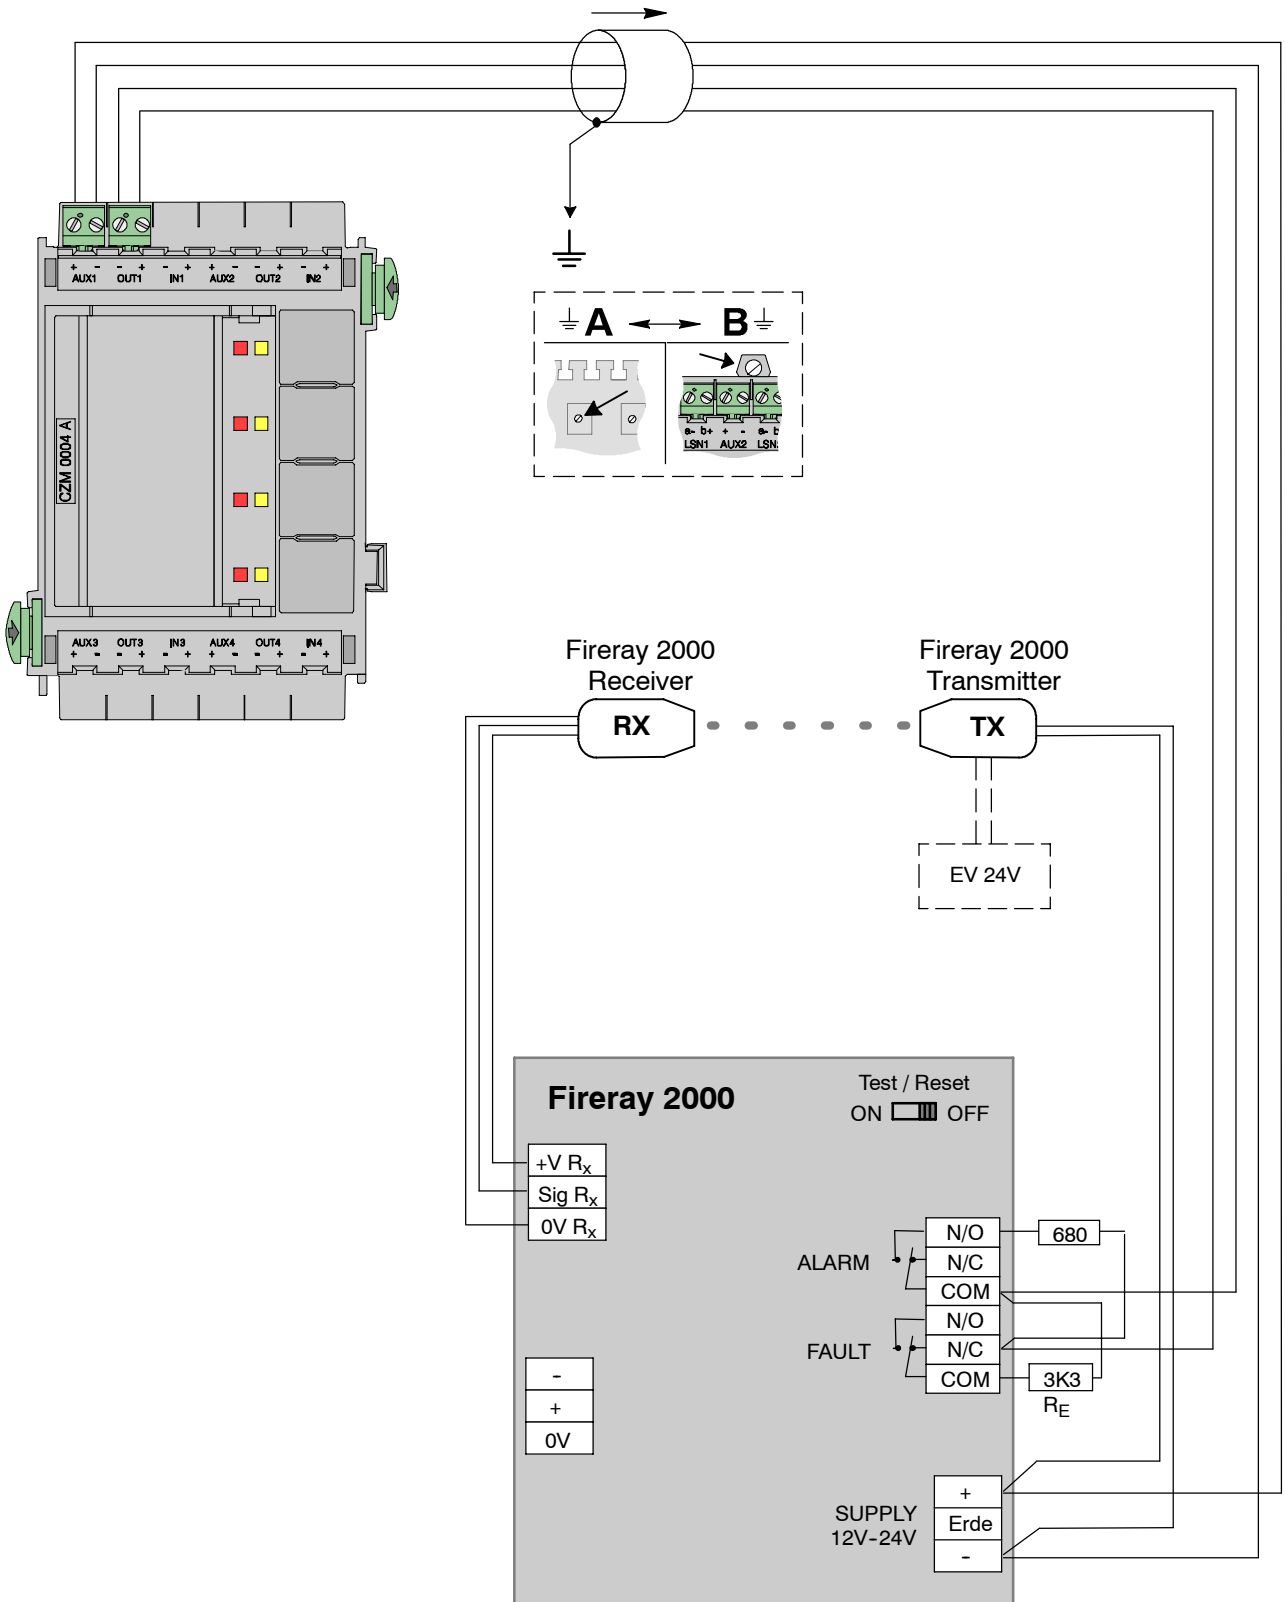 + - - + - + + - - + - +
AUX1 OUT1 IN1 AUX2 OUT2 IN2
CZM 0004 A
AUX3 OUT3 IN3 AUX4 OUT4 IN4
+ - - + - + + - - + - +
A B
a- b+ + - a- b
LSN1 AUX2 LSN
Fireray 2000
Receiver
RX
Fireray 2000
Transmitter
TX
EV 24V
Fireray 2000
Test / Reset
ON OFF
+V Rx
Sig Rx
0V Rx
ALARM
N/O
N/C
COM
680
FAULT
N/O
N/C
COM
3K3
RE
-
+
0V
SUPPLY
12V-24V
+
Erde
-